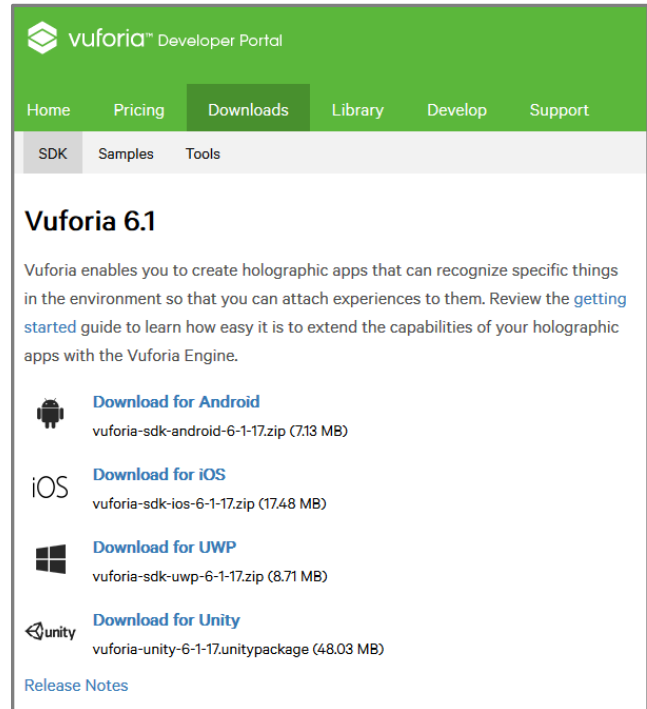 vuforia™ Developer Portal
Home Pricing Downloads Library Develop Support
SDK Samples Tools
Vuforia 6.1
Vuforia enables you to create holographic apps that can recognize specific things
in the environment so that you can attach experiences to them. Review the getting
started guide to learn how easy it is to extend the capabilities of your holographic
apps with the Vuforia Engine.
Download for Android
vuforia-sdk-android-6-1-17.zip (7.13 MB)
iOS
Download for iOS
vuforia-sdk-ios-6-1-17.zip (17.48 MB)
Download for UWP
vuforia-sdk-uwp-6-1-17.zip (8.71 MB)
unity
Download for Unity
vuforia-unity-6-1-17.unitypackage (48.03 MB)
Release Notes